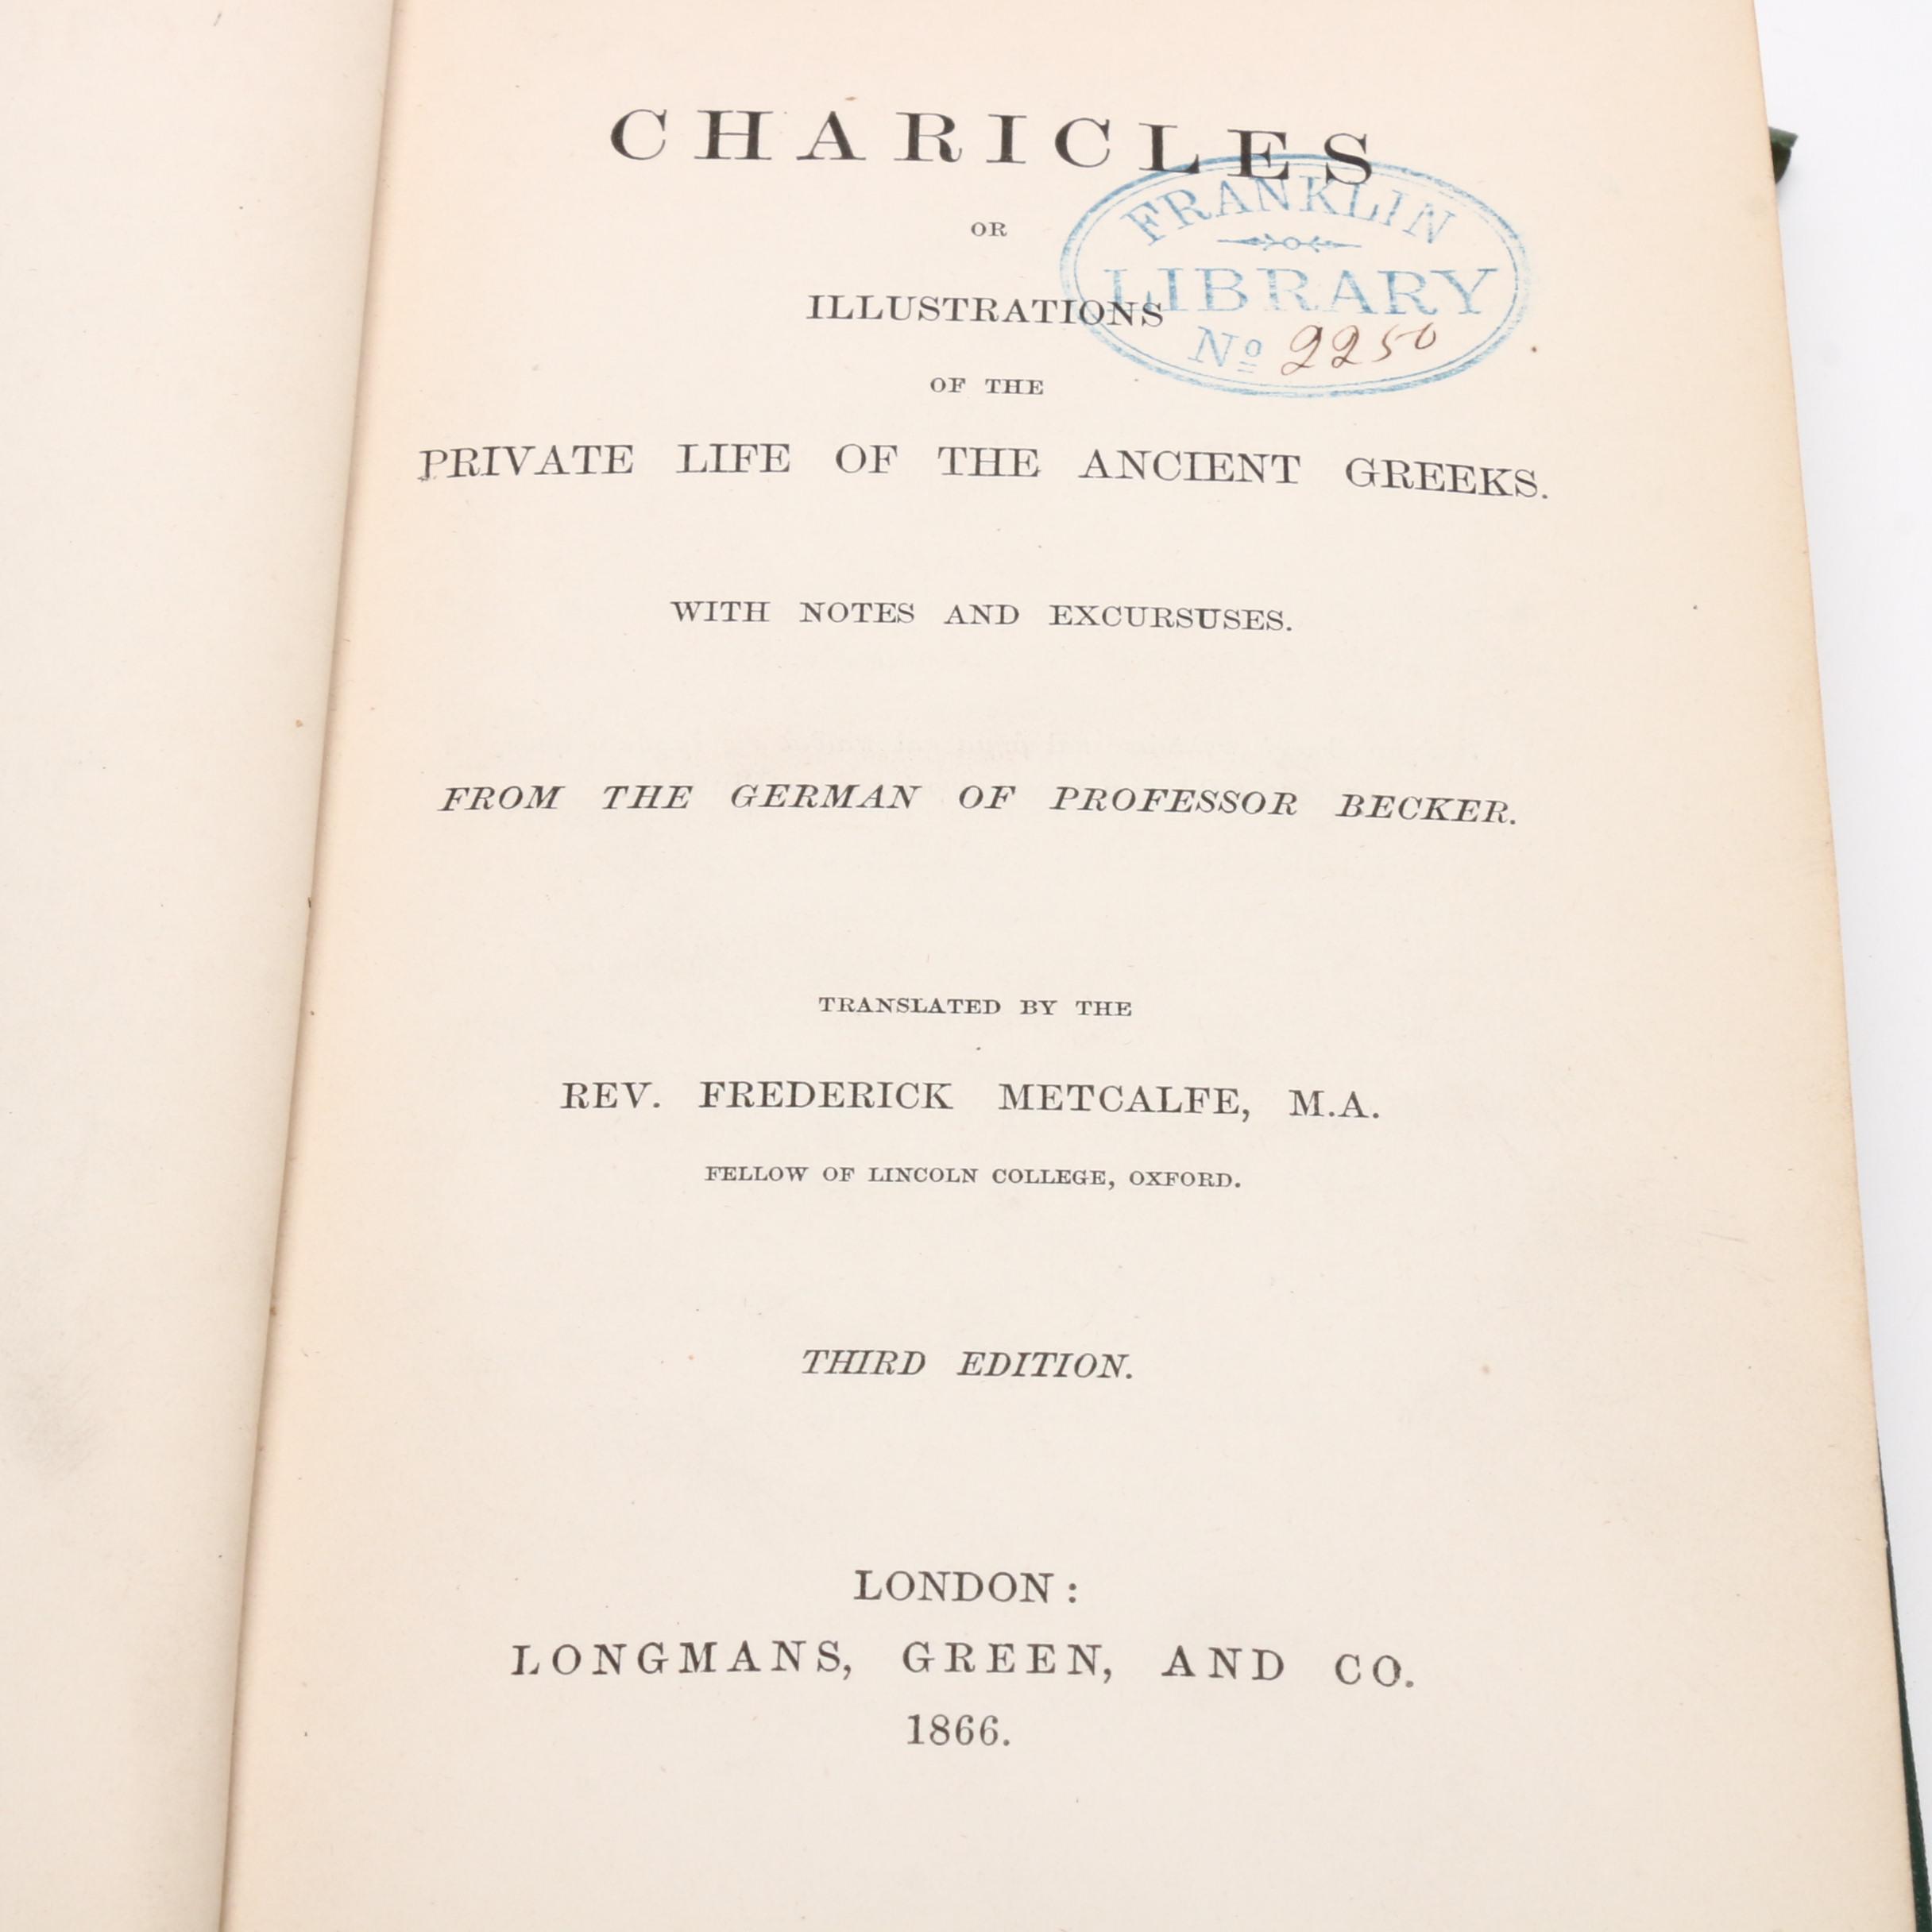 CHARICLES
OR
ILLUSTRATIONS
OF THE
PRIVATE LIFE OF THE ANCIENT GREEKS.
WITH NOTES AND EXCURSUSES.
FROM THE GERMAN OF PROFESSOR BECKER.
TRANSLATED BY THE
REV. FREDERICK METCALFE, M.A.
FELLOW OF LINCOLN COLLEGE, OXFORD.
THIRD EDITION.
LONDON:
LONGMANS, GREEN, AND CO.
1866.
FRANKLIN
LIBRARY
No 2250